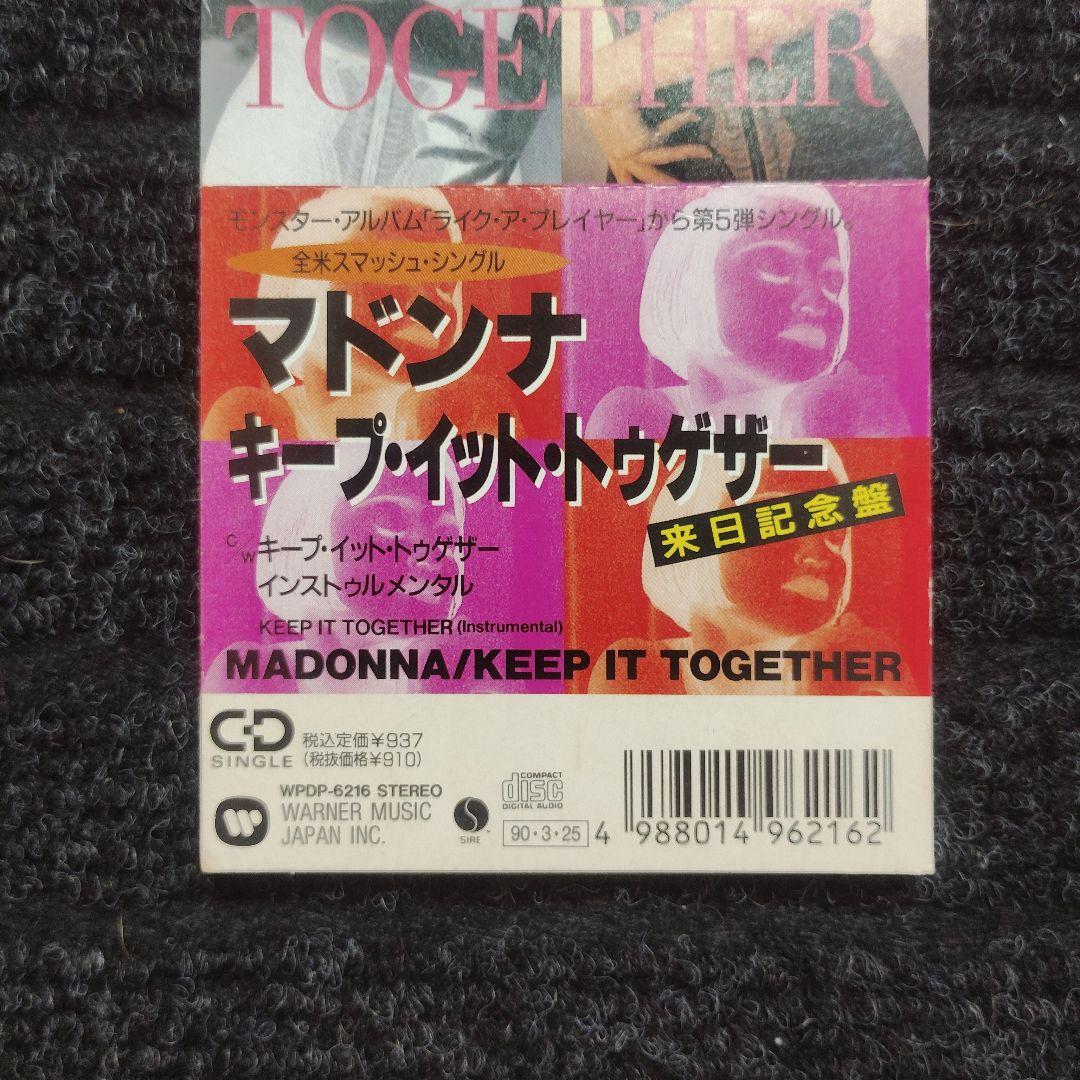 TOGETHER
モンスター・アルバム「ライク・ア・プレイヤー」から第5弾シングル。
全米スマッシュ・シングル
マドンナ
キープ・イット・トゥゲザー
来日記念盤
C/W キープ・イット・トゥゲザー
インストゥルメンタル
KEEP IT TOGETHER (Instrumental)
MADONNA/KEEP IT TOGETHER
CD SINGLE
税込定価¥937
(税抜価格¥910)
WPDP-6216 STEREO
WARNER MUSIC
JAPAN INC.
SIRE™
COMPACT
disc
DIGITAL AUDIO
90・3・25
4 988014 962162